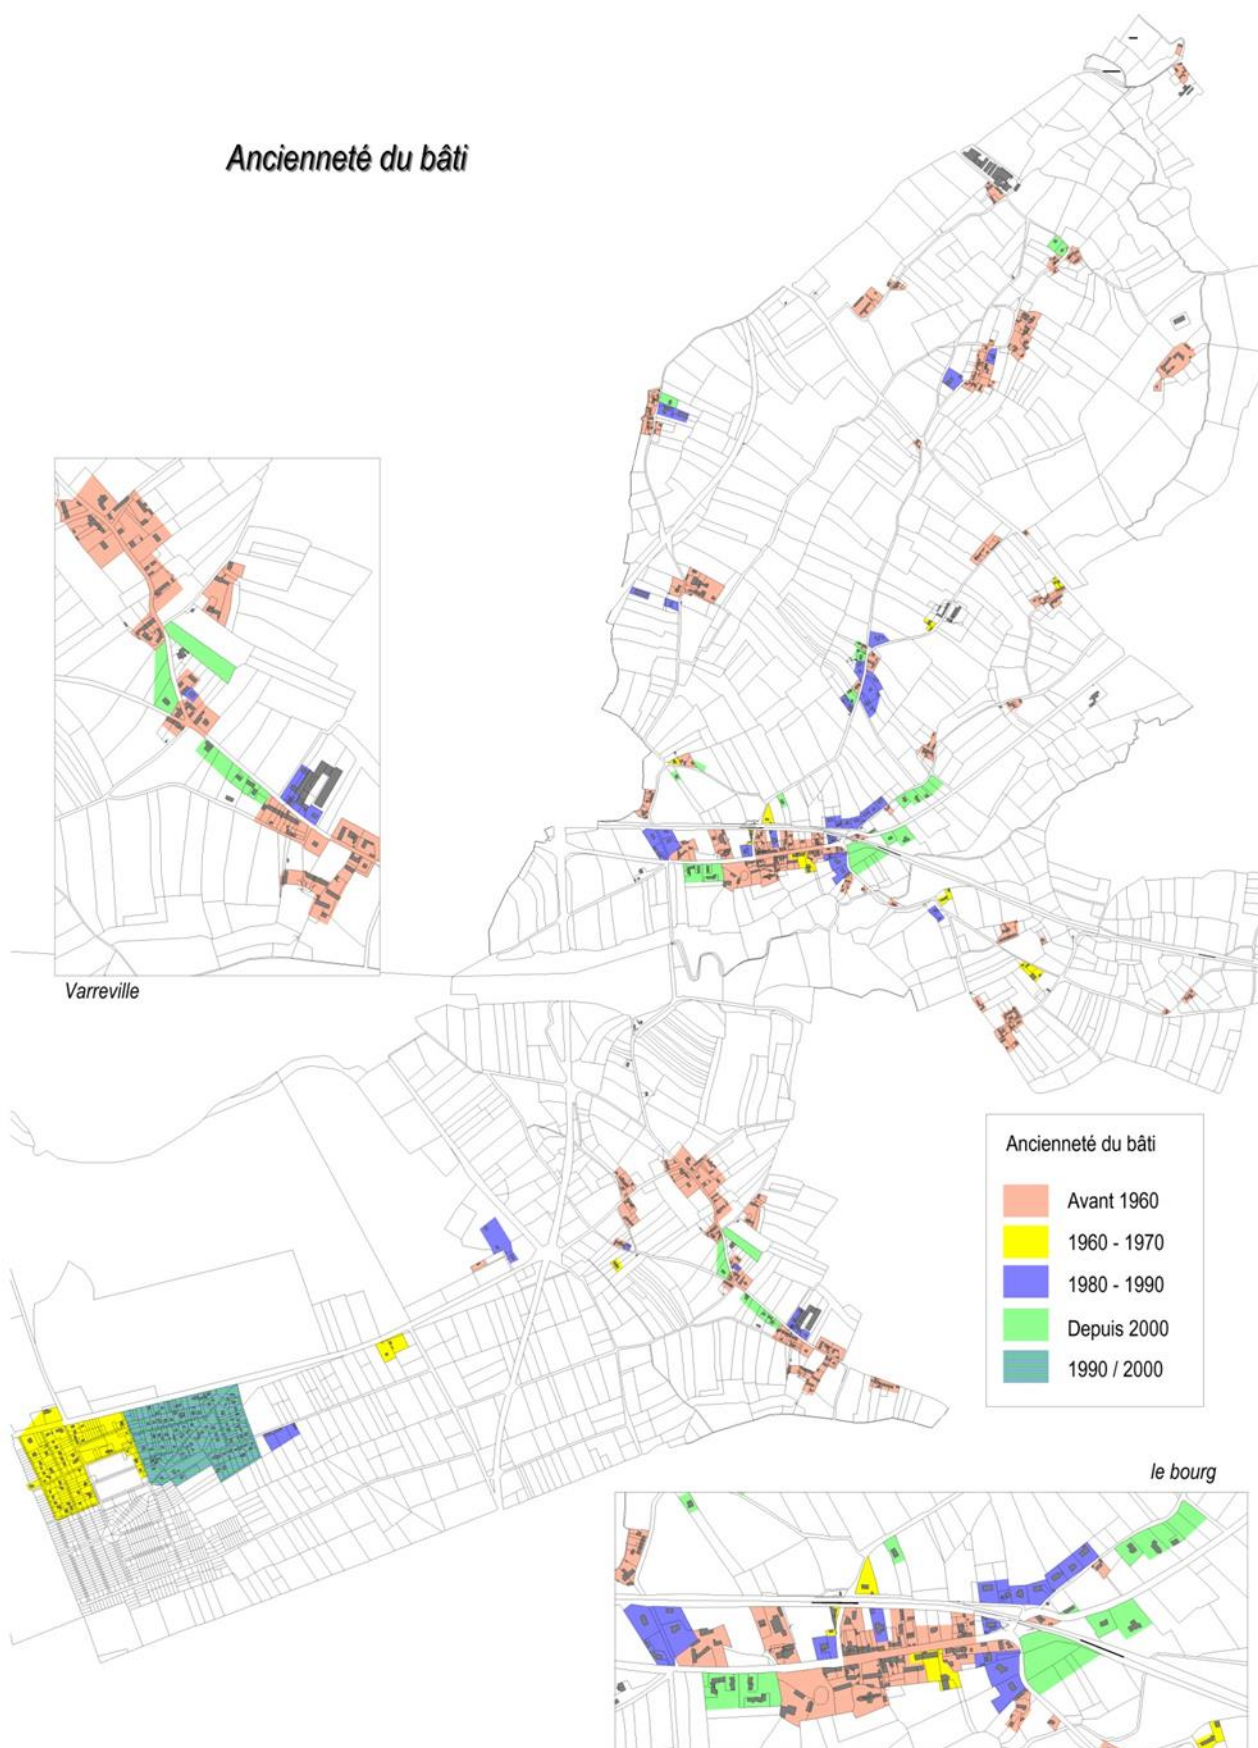 Ancienneté du bâti
Varreville
Ancienneté du bâti
Avant 1960
1960 - 1970
1980 - 1990
Depuis 2000
1990 / 2000
le bourg